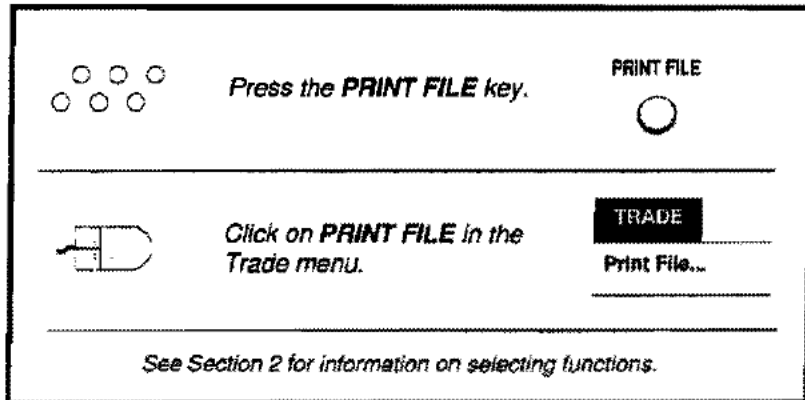 Press the PRINT FILE key.
PRINT FILE
Click on PRINT FILE in the
Trade menu.
TRADE
Print File...
See Section 2 for information on selecting functions.